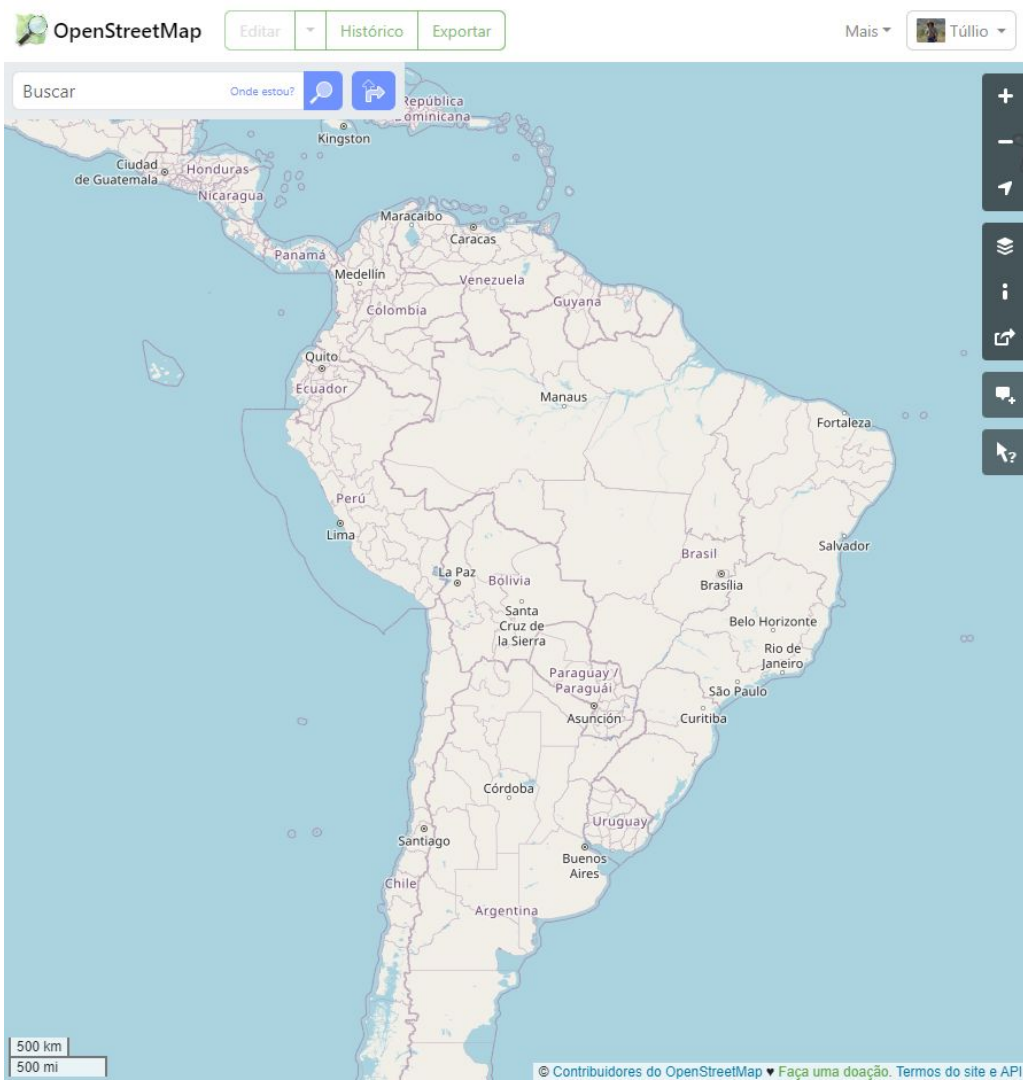 OpenStreetMap
Editar
Histórico
Exportar
Mais
Túllio
Buscar
Onde estou?
República
Dominicana
Kingston
Ciudad
de Guatemala
Honduras
Nicaragua
Maracaibo
Caracas
Panamá
Medellín
Venezuela
Guyana
Colombia
Quito
Ecuador
Manaus
Fortaleza
Perú
Lima
Salvador
Brasil
La Paz
Bolivia
Brasília
Santa
Cruz de
la Sierra
Belo Horizonte
Rio de
Janeiro
Paraguay /
Paraguái
São Paulo
Asunción
Curitiba
Córdoba
Uruguay
Santiago
Buenos
Aires
Chile
Argentina
500 km
500 mi
© Contribuidores do OpenStreetMap ♥ Faça uma doação. Termos do site e API